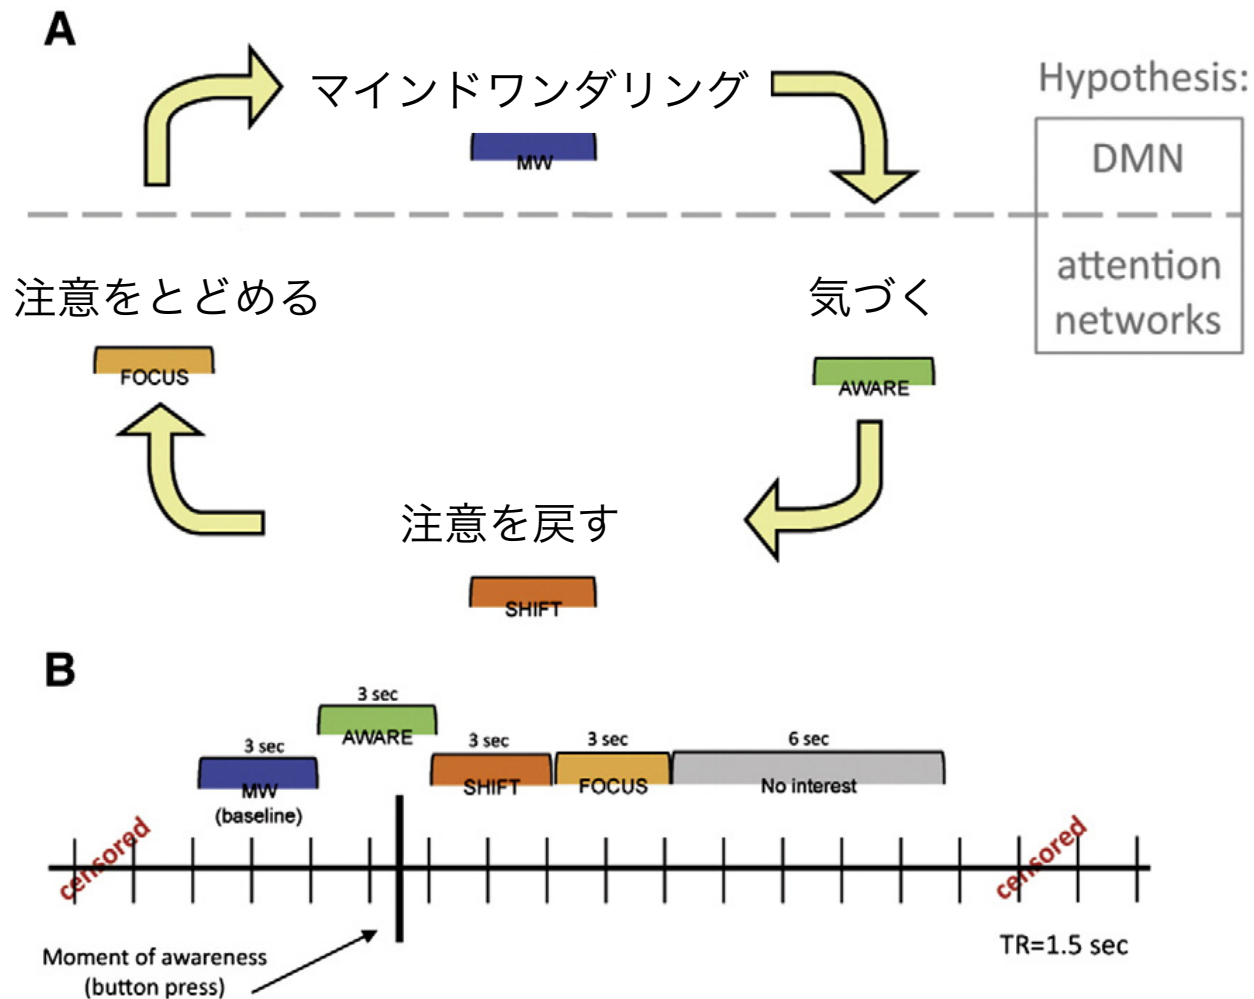 A
マインドワンダリング
MW
Hypothesis:
DMN
attention
networks
注意をとどめる
FOCUS
気づく
AWARE
注意を戻す
SHIFT
B
3 sec
AWARE
3 sec
MW
(baseline)
3 sec
SHIFT
3 sec
FOCUS
6 sec
No interest
censored
censored
Moment of awareness
(button press)
TR=1.5 sec